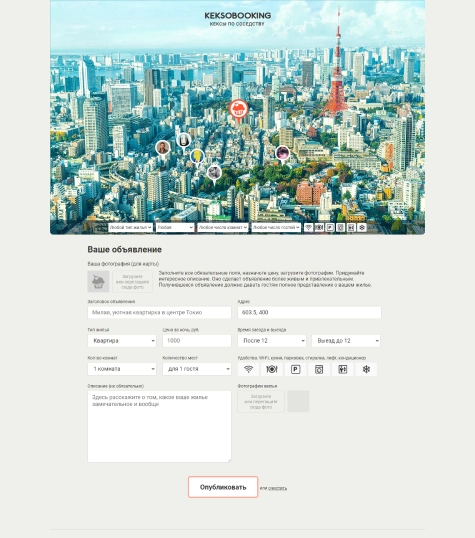 KEKSOBOOKING
КЕКСЫ ПО СОСЕДСТВУ
Любой тип жилья
Любая
Любое число комнат
Любое число гостей
Ваше объявление
Ваша фотография (для карты)
Загрузите
или перетащите
сюда фото
Заполните все обязательные поля, назначьте цену, загрузите фотографии. Придумайте
интересное описание. Оно сделает объявление более живым и привлекательным.
Получившееся объявление должно давать гостям полное представление о вашем жилье.
Заголовок объявления
Адрес
Милая, уютная квартирка в центре Токио
603.5, 400
Тип жилья
Цена за ночь, руб.
Время заезда и выезда
Квартира
1000
После 12
Выезд до 12
Кол-во комнат
Количество мест
Удобства: Wi-Fi, кухня, парковка, стиралка, лифт, кондиционер
1 комната
для 1 гостя
Описание (не обязательно)
Фотография жилья
Здесь расскажите о том, какое ваше жилье
замечательное и вообще
Загрузите
или перетащите
сюда фото
Опубликовать
или очистить